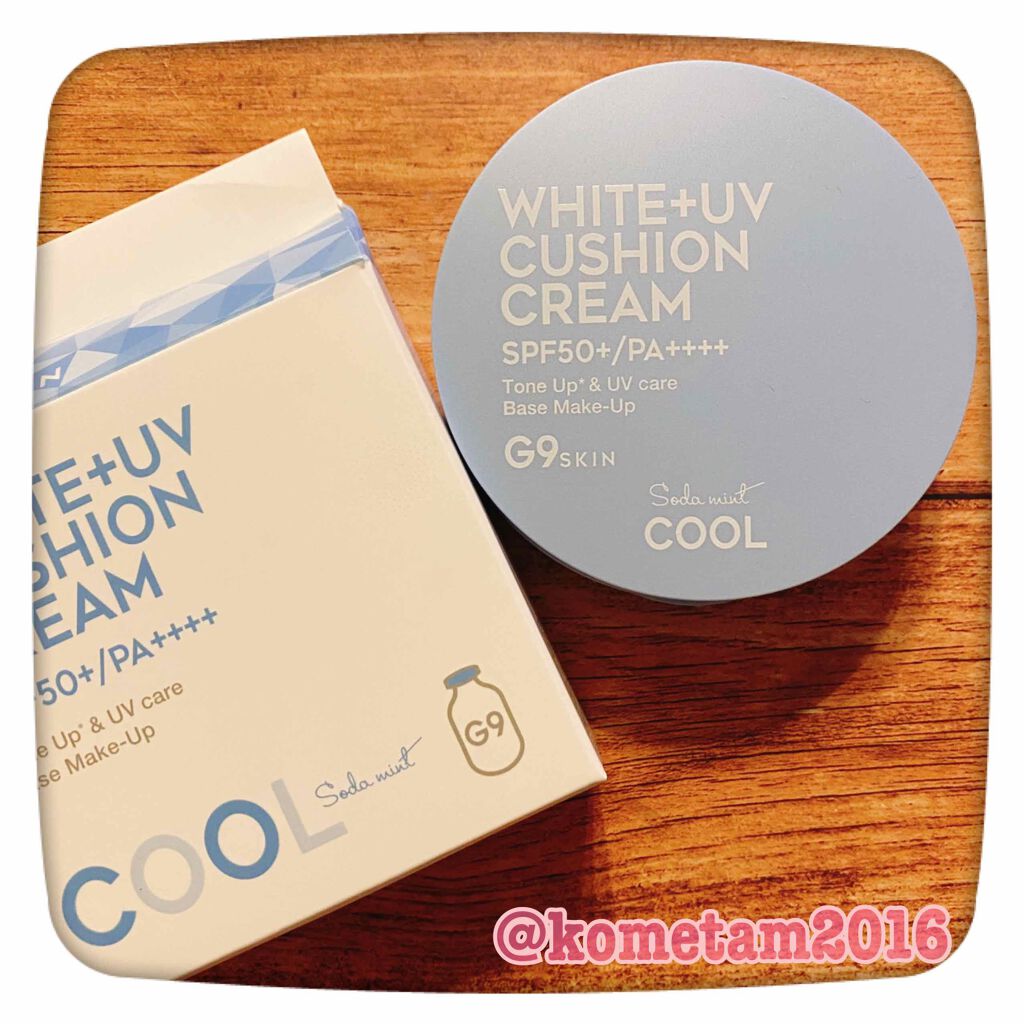 WHITE+UV
CUSHION
CREAM
SPF50+/PA++++
Tone Up* & UV care
Base Make-Up
G9SKIN
Soda mint
COOL
TE+UV
SHION
EAM
50+/PA++++
e Up* & UV care
se Make-Up
G9
Soda mint
COOL
@kometam2016